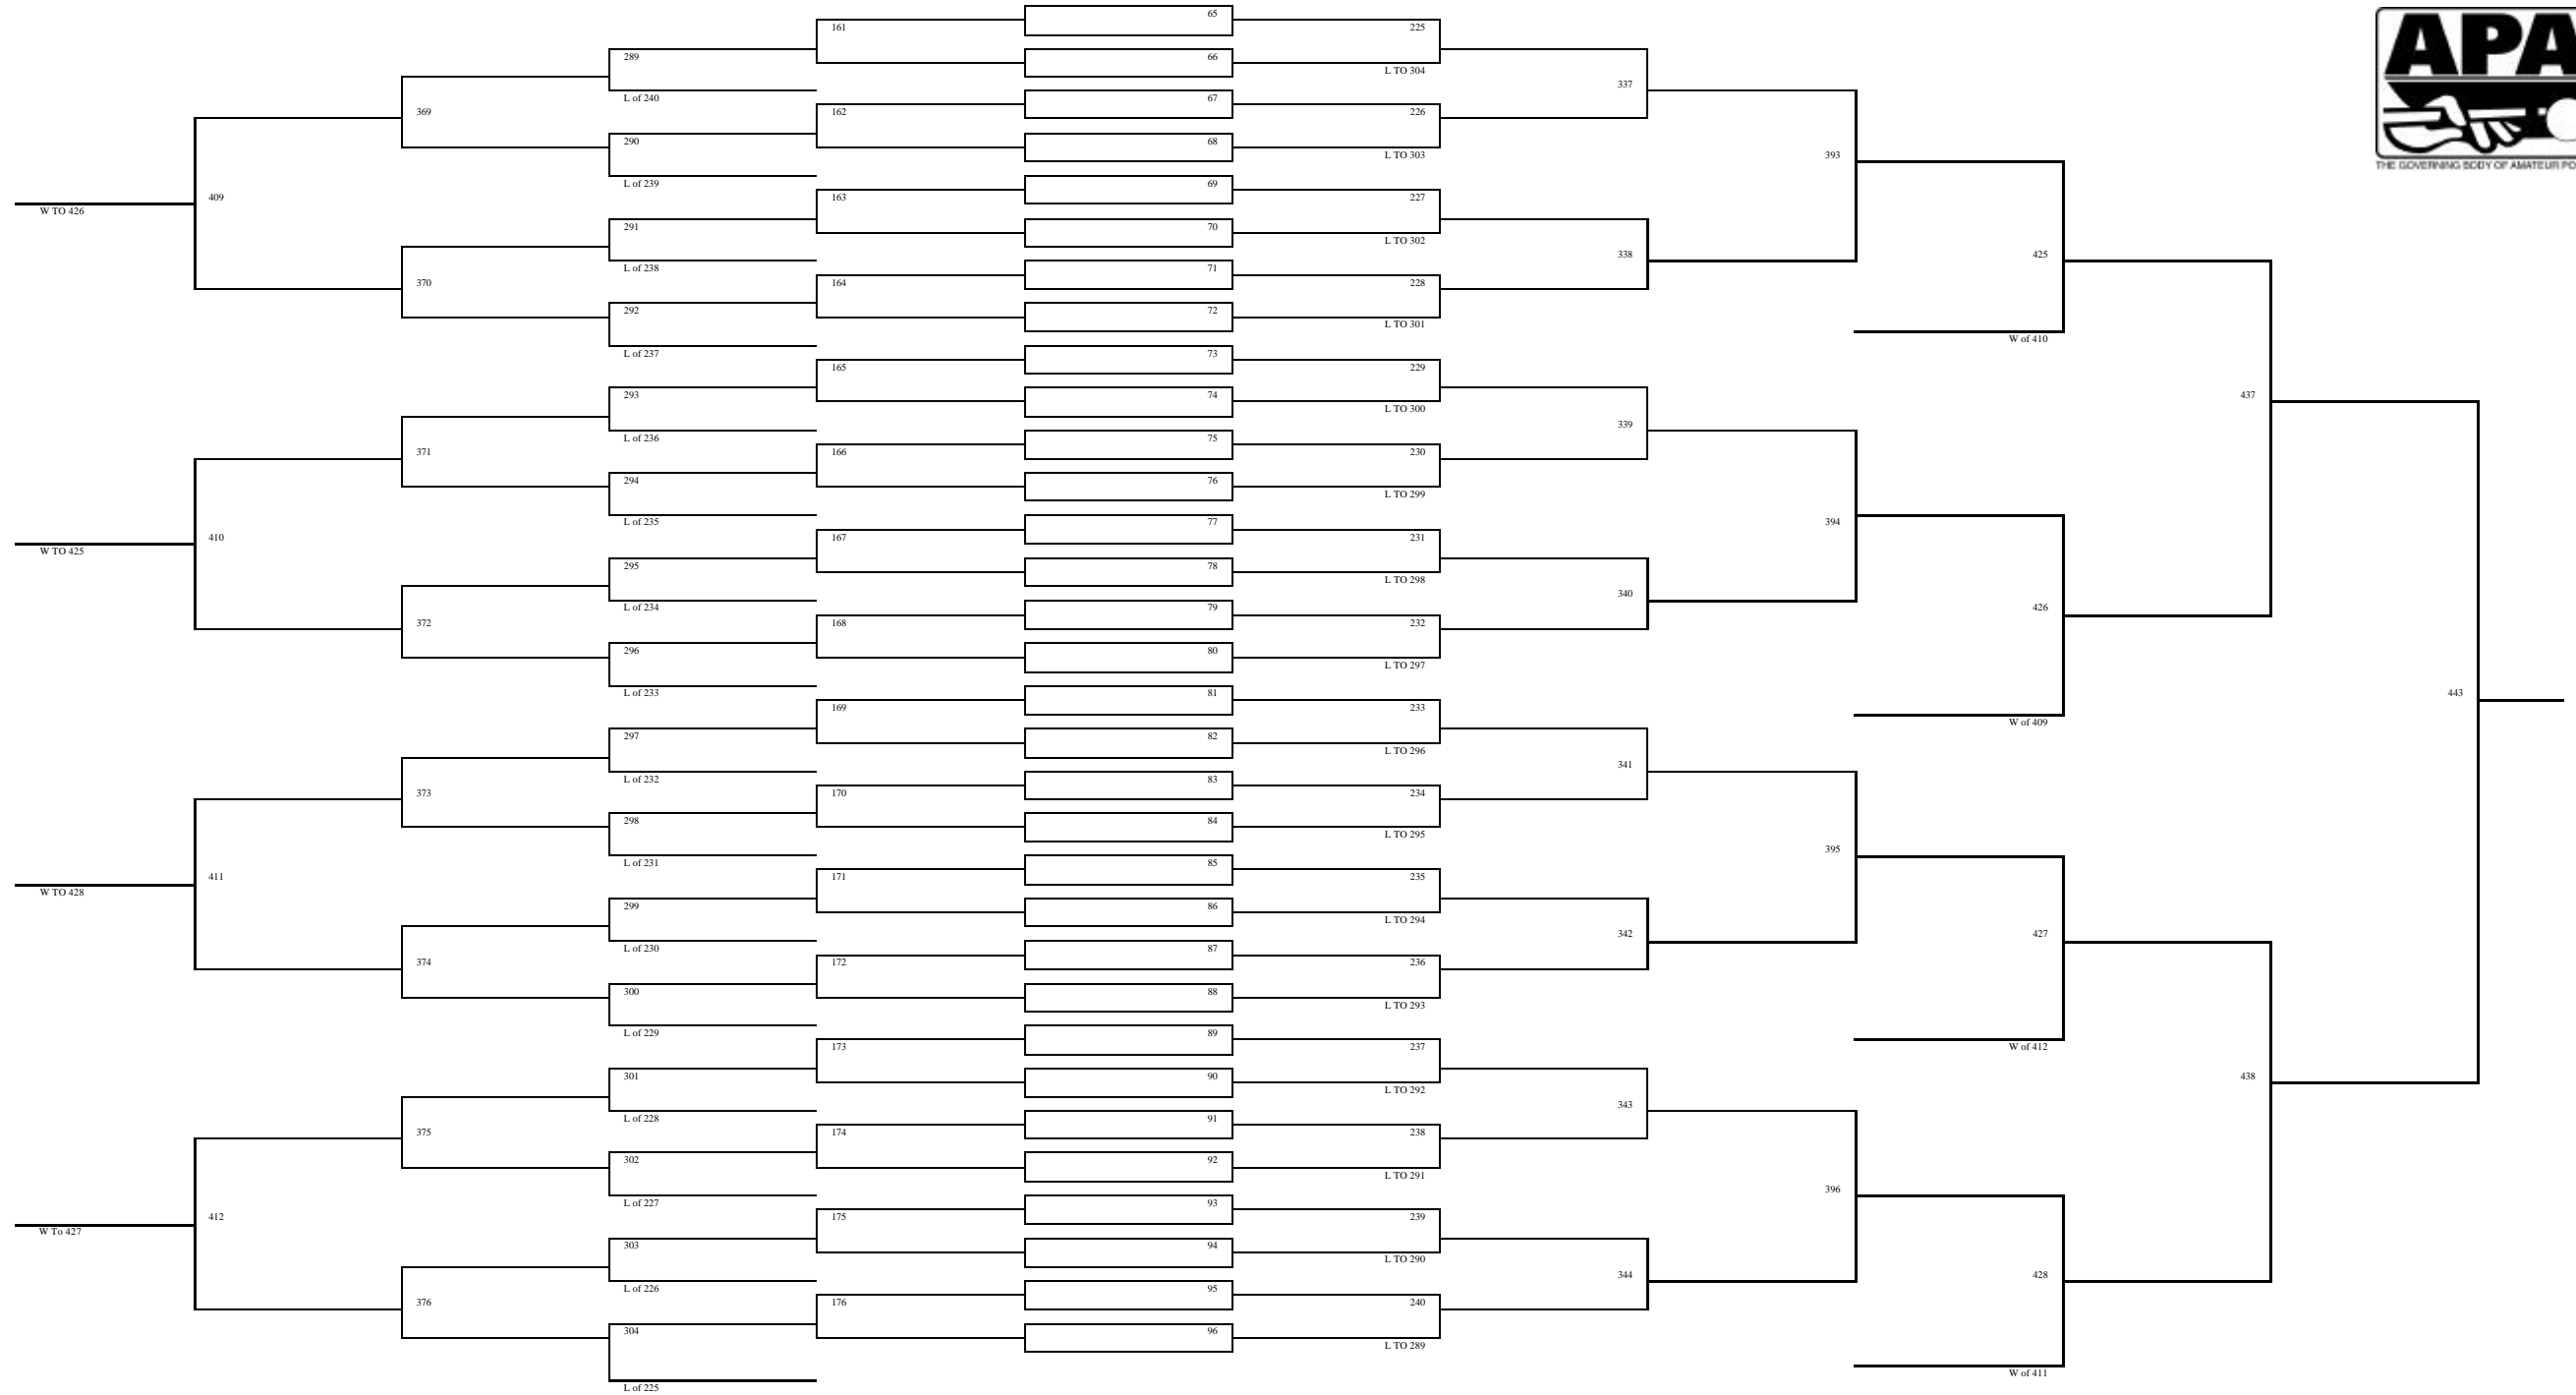 65
161
225
APA
289
66
L TO 304
337
L of 240
67
369
162
226
290
68
L TO 303
393
THE GOVERNING BODY OF AMATEUR PO
L of 239
69
409
163
227
W TO 426
291
70
L TO 302
338
425
L of 238
71
370
164
228
292
72
L TO 301
W of 410
L of 237
73
165
229
293
74
437
L TO 300
339
L of 236
75
371
166
230
294
76
L TO 299
394
L of 235
77
410
167
231
W TO 425
295
78
L TO 298
340
426
L of 234
79
372
168
232
296
80
L TO 297
443
L of 233
81
169
233
W of 409
297
82
L TO 296
341
L of 232
83
373
170
234
298
84
L TO 295
395
L of 231
85
411
171
235
W TO 428
299
86
L TO 294
342
427
L of 230
87
374
172
236
300
88
L TO 293
L of 229
89
173
237
W of 412
301
90
438
L TO 292
343
L of 228
91
375
174
238
302
92
L TO 291
396
L of 227
93
412
175
239
W To 427
303
94
L TO 290
344
428
L of 226
95
376
176
240
304
96
L TO 289
W of 411
L of 225